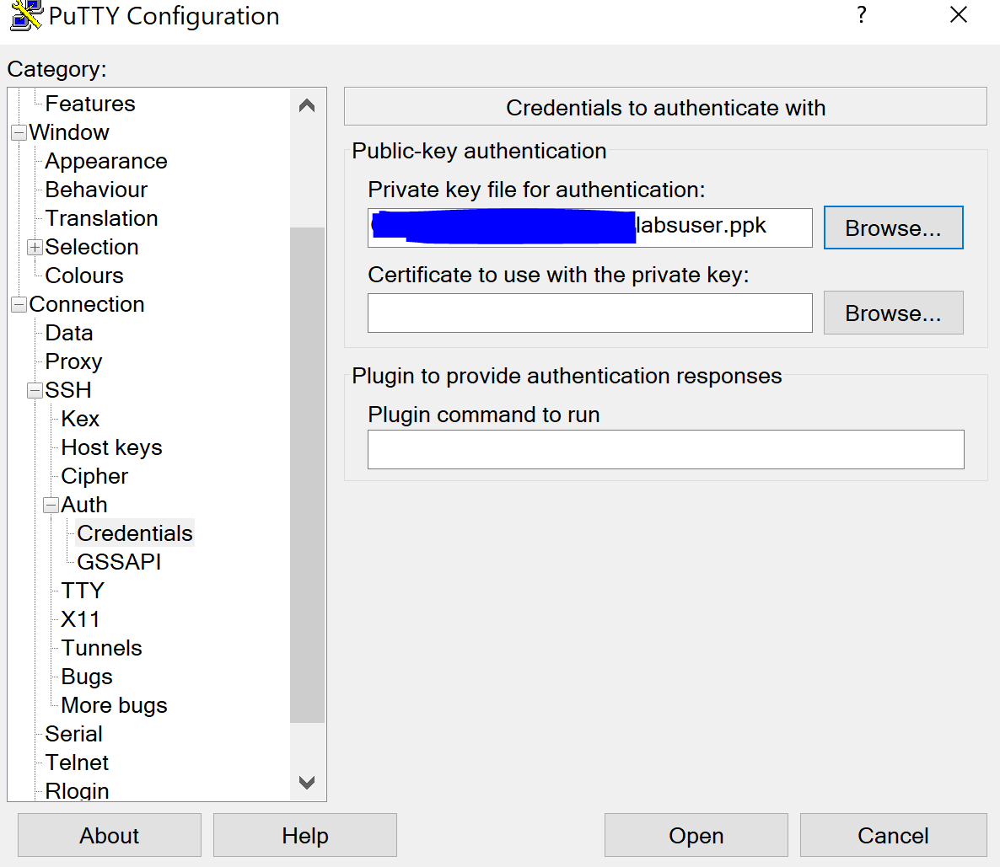 PuTTY Configuration
?
Category:
Features
Window
Appearance
Behaviour
Translation
Selection
Colours
Connection
Data
Proxy
SSH
Kex
Host keys
Cipher
Auth
Credentials
GSSAPI
TTY
X11
Tunnels
Bugs
More bugs
Serial
Telnet
Rlogin
Credentials to authenticate with
Public-key authentication
Private key file for authentication:
labsuser.ppk
Browse...
Certificate to use with the private key:
Browse...
Plugin to provide authentication responses
Plugin command to run
About
Help
Open
Cancel